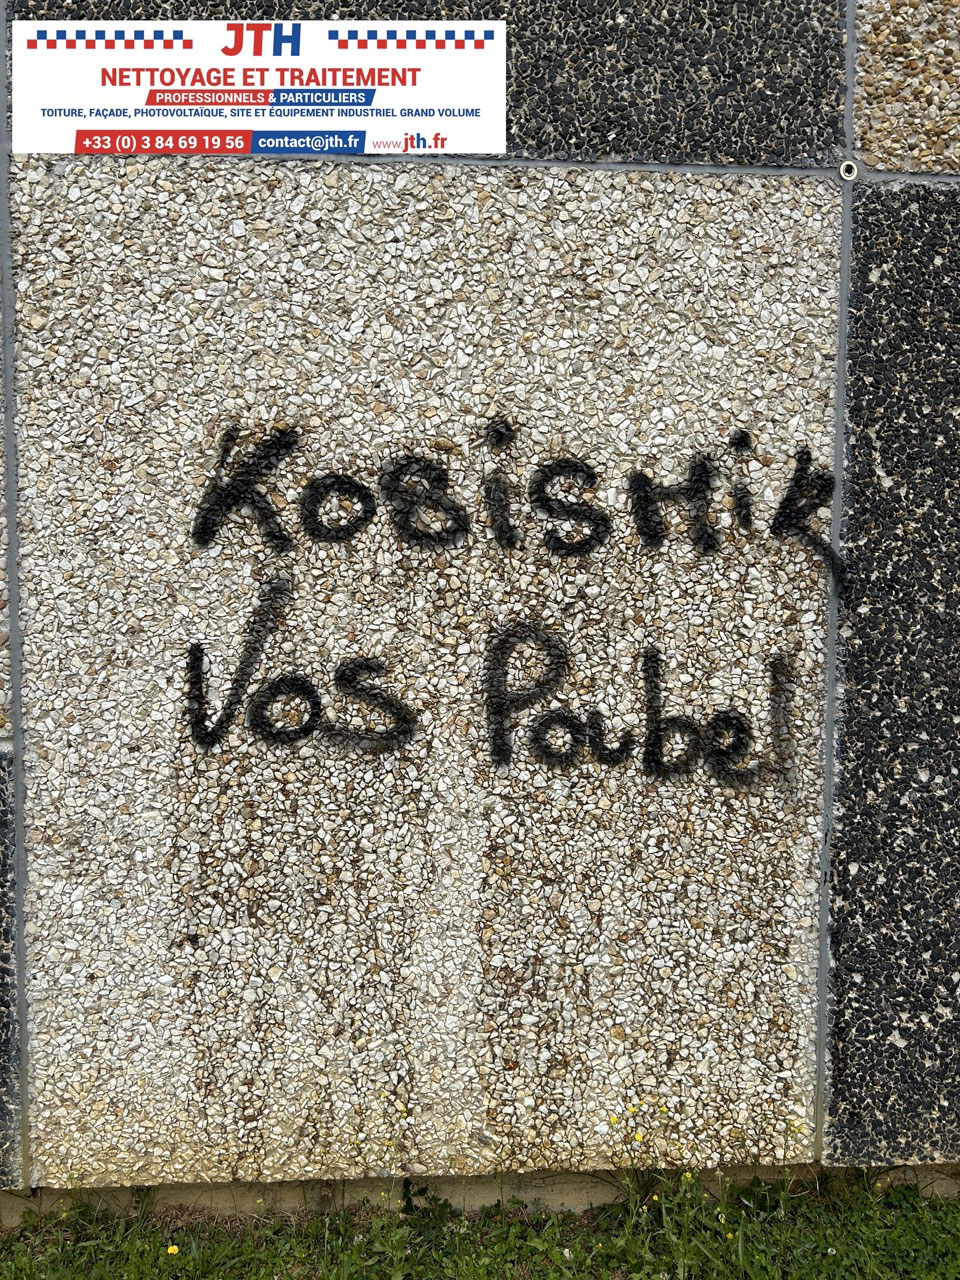 JTH
NETTOYAGE ET TRAITEMENT
PROFESSIONNELS & PARTICULIERS
TOITURE, FAÇADE, PHOTOVOLTAÏQUE, SITE ET ÉQUIPEMENT INDUSTRIEL GRAND VOLUME
+33 (0) 3 84 69 19 56 contact@jth.fr www.jth.fr
Vos Poubel